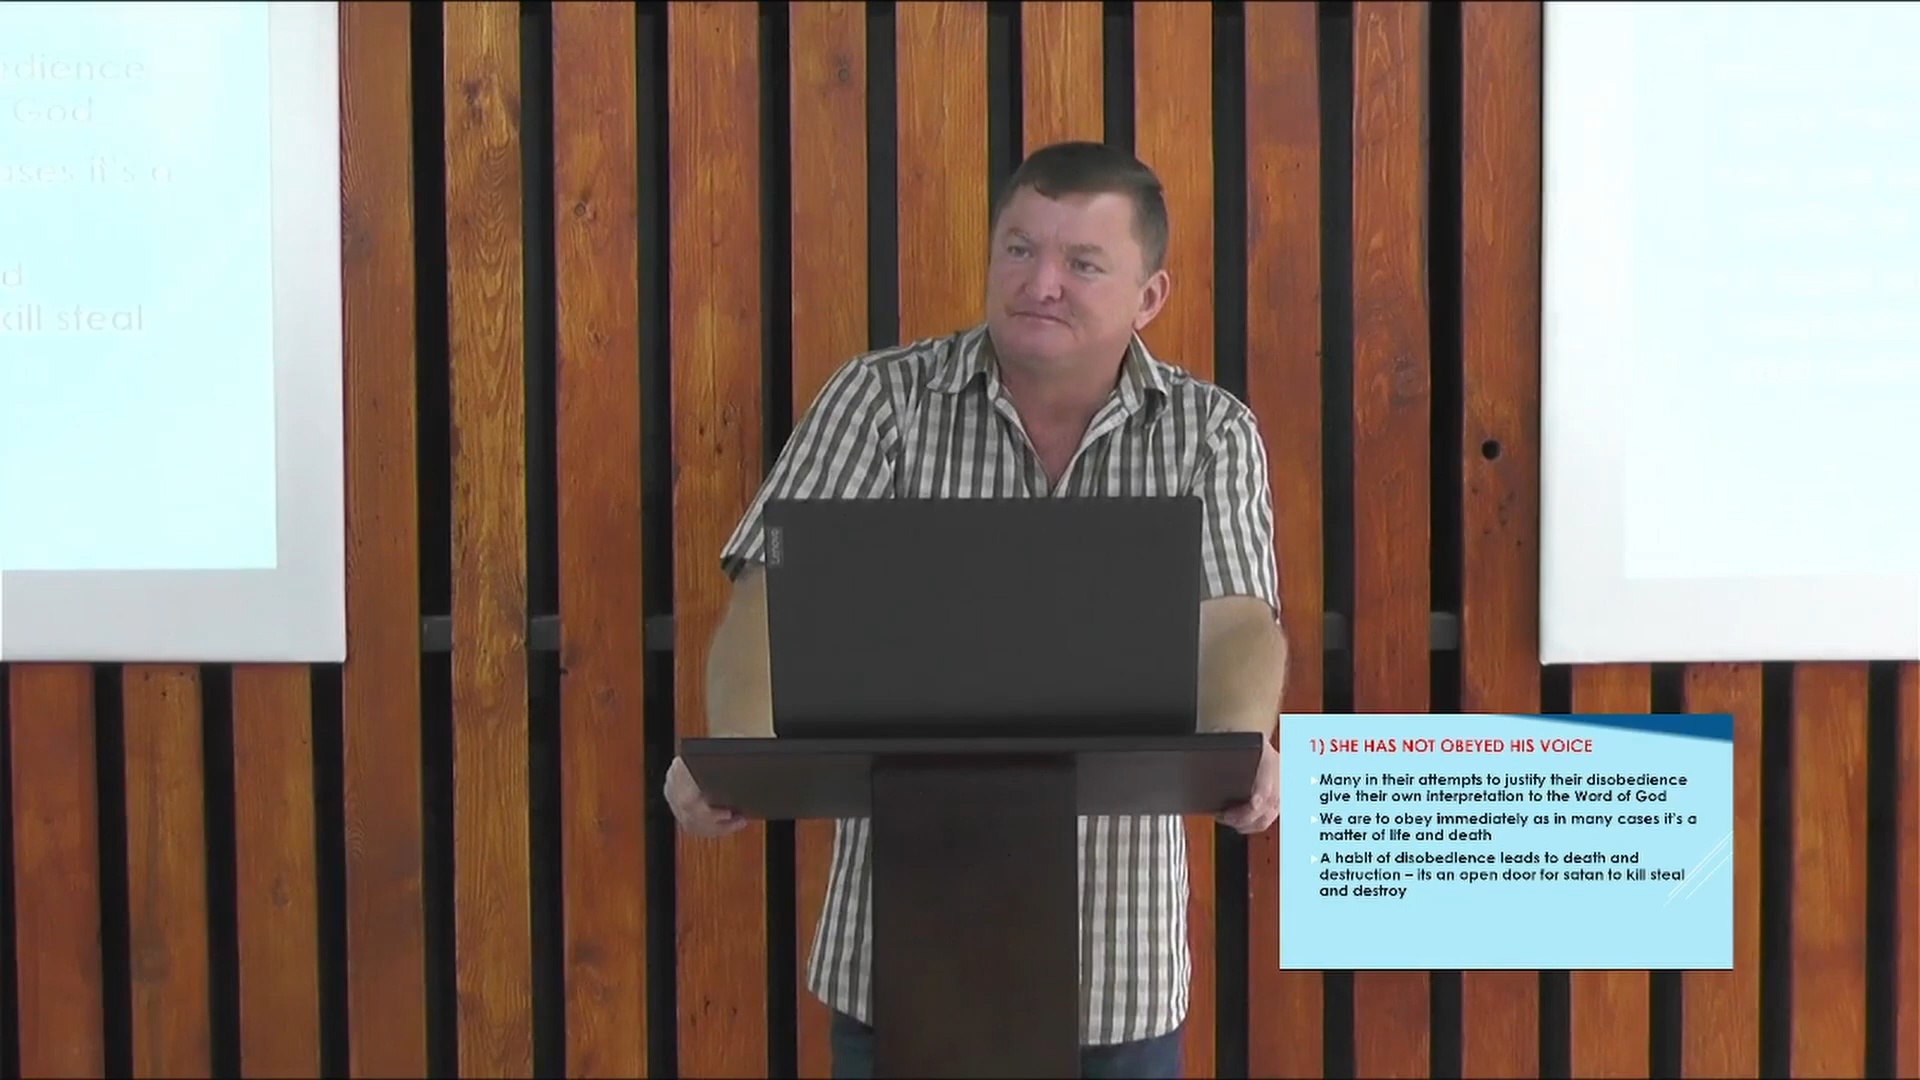 edience
God
ases it's a
d
kill steal
Lenovo
1) SHE HAS NOT OBEYED HIS VOICE
Many in their attempts to justify their disobedience
give their own interpretation to the Word of God
We are to obey immediately as in many cases it's a
matter of life and death
A habit of disobedience leads to death and
destruction – its an open door for satan to kill steal
and destroy